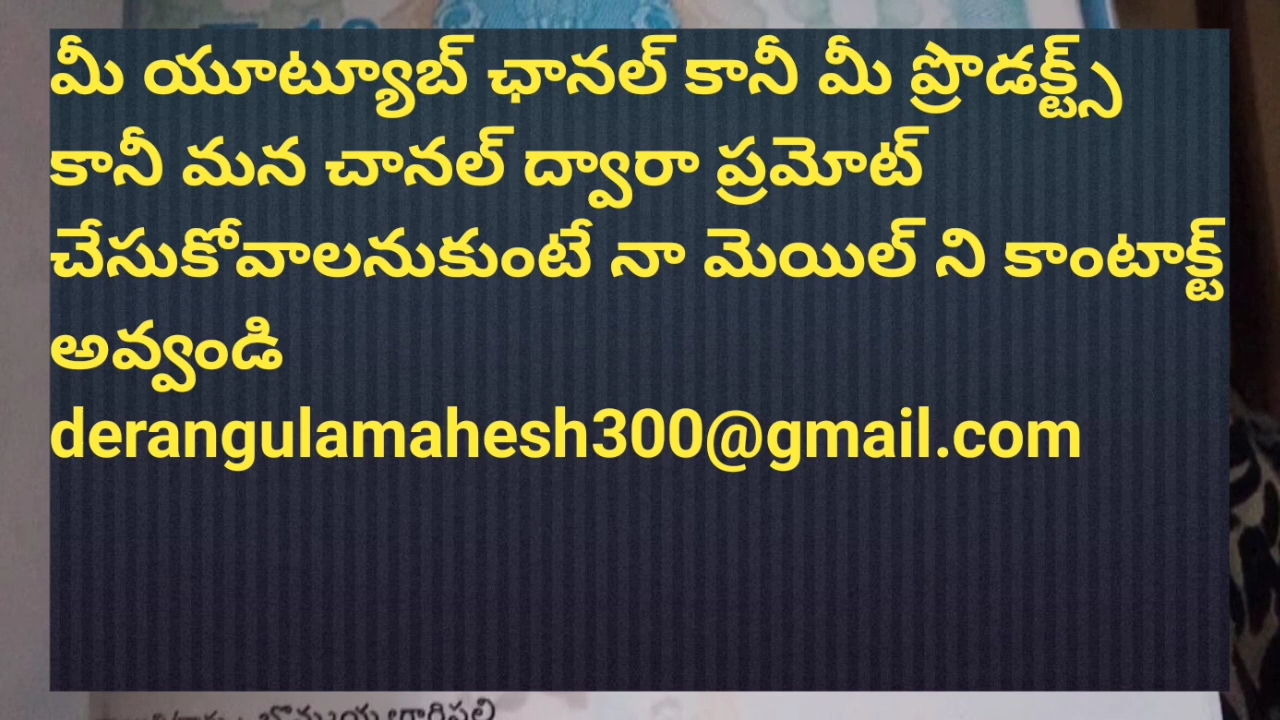 మీ యూట్యూబ్ ఛానల్ కానీ మీ ప్రొడక్ట్స్
కానీ మన చానల్ ద్వారా ప్రమోట్
చేసుకోవాలనుకుంటే నా మెయిల్ ని కాంటాక్ట్
అవ్వండి
derangulamahesh300@gmail.com